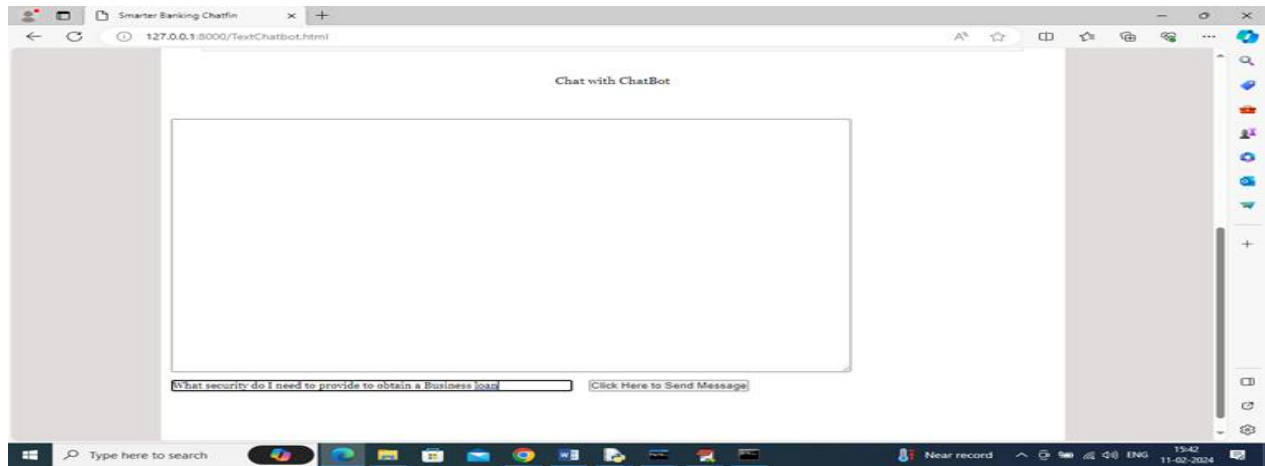 Smarter Banking Chatfin
127.0.0.1:8000/TextChatbot.html
Chat with ChatBot
What security do I need to provide to obtain a Business loan
Click Here to Send Message
Type here to search
Near record
ENG
15:42
11-02-2024